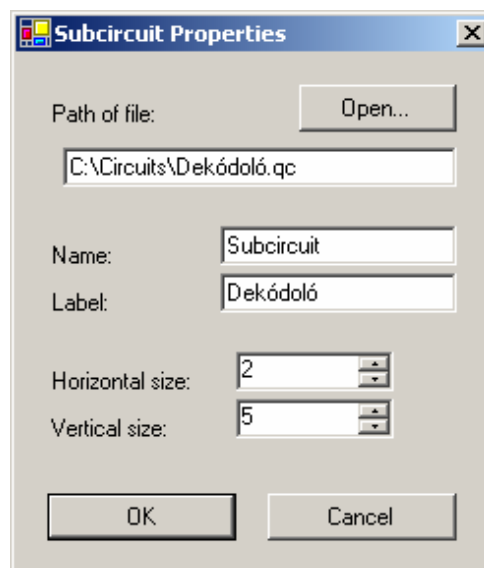 Subcircuit Properties
Path of file:
Open...
C:\Circuits\Dekódoló.qc
Name:
Subcircuit
Label:
Dekódoló
Horizontal size:
2
Vertical size:
5
OK
Cancel